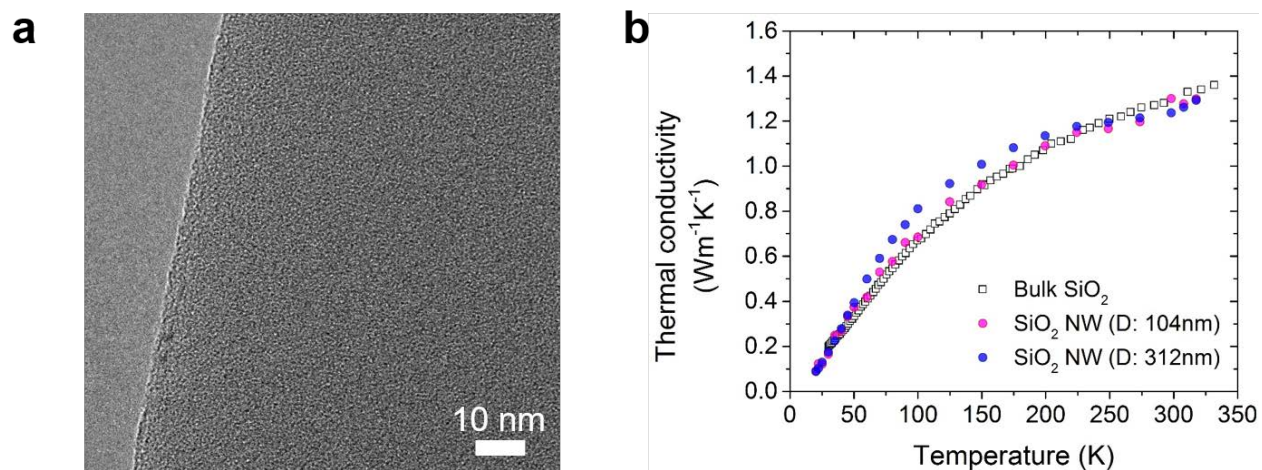 a
10 nm
b
Thermal conductivity
(Wm⁻¹K⁻¹)
1.6
1.4
1.2
1.0
0.8
0.6
0.4
0.2
0.0
Bulk SiO₂
SiO₂ NW (D: 104nm)
SiO₂ NW (D: 312nm)
0 50 100 150 200 250 300 350
Temperature (K)